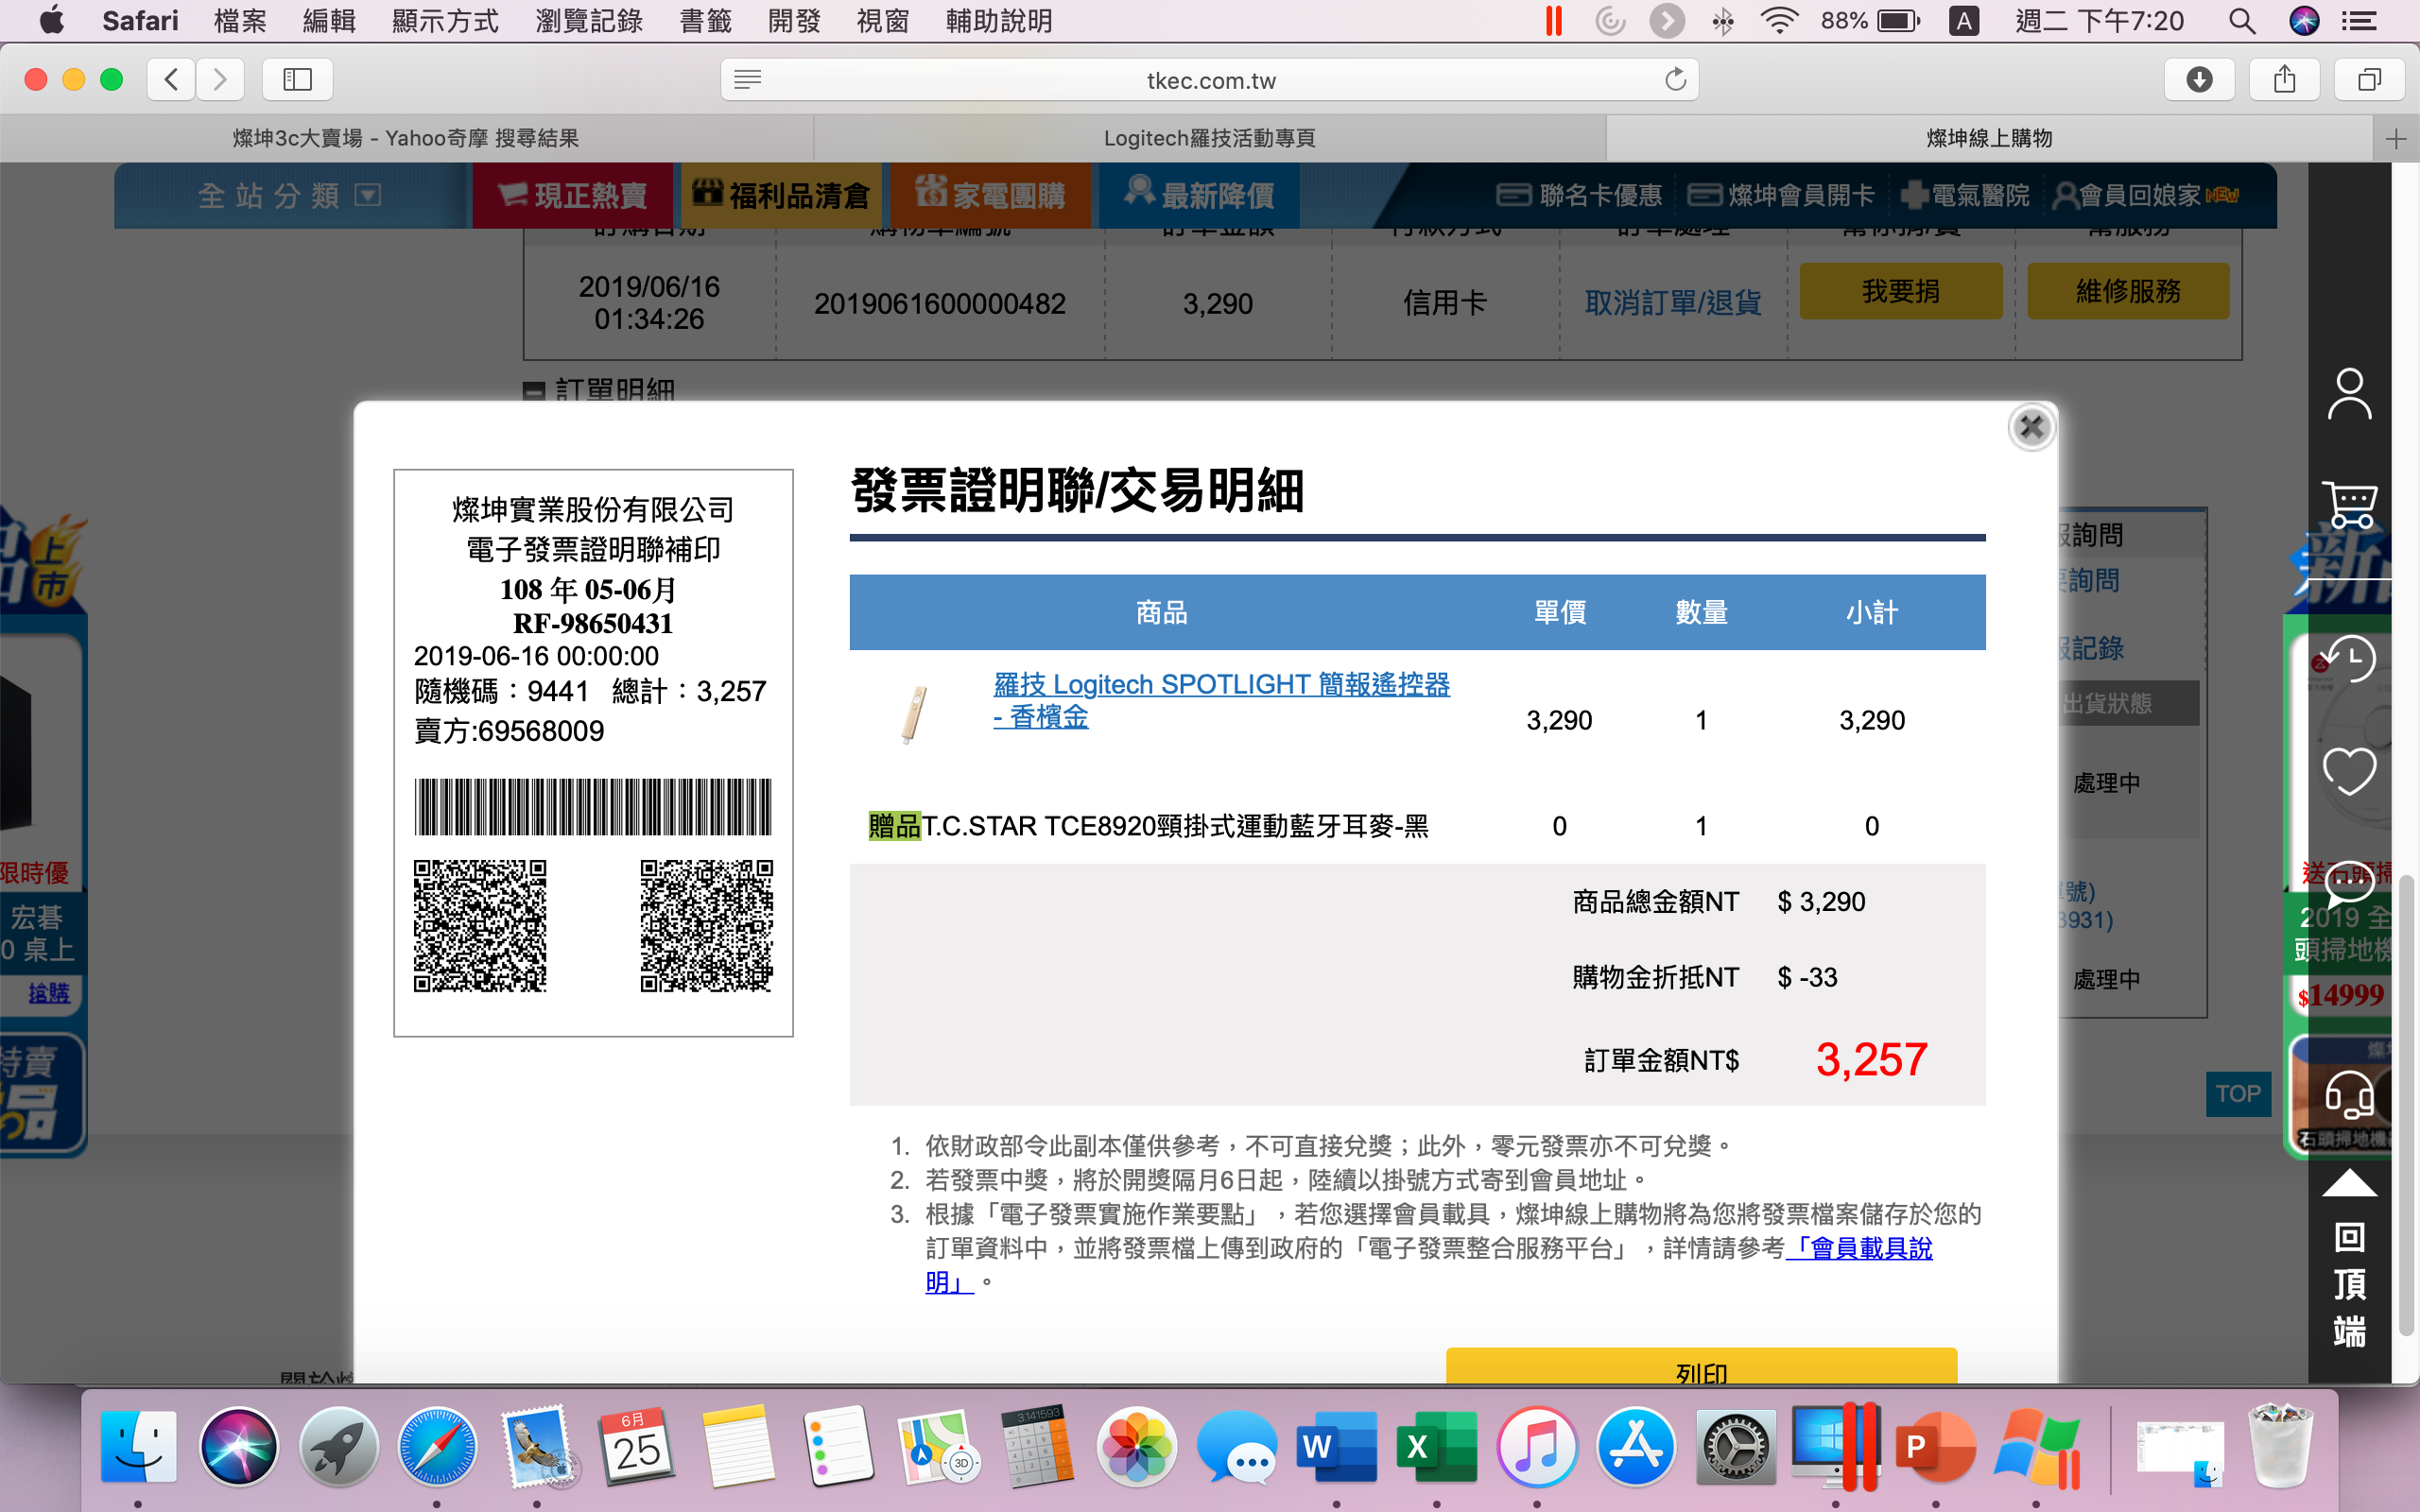 Safari 檔案 編輯 顯示方式 瀏覽記錄 書籤 開發 視窗 輔助說明 88% A 週二 下午7:20
tkec.com.tw
燦坤3c大賣場 - Yahoo奇摩 搜尋結果 Logitech羅技活動專頁 燦坤線上購物
全站分類 現正熱賣 福利品清倉 家電團購 最新降價 聯名卡優惠 燦坤會員開卡 電氣醫院 會員回娘家 NEW
2019/06/16
01:34:26
2019061600000482 3,290 信用卡 取消訂單/退貨 我要捐 維修服務
訂單明細
燦坤實業股份有限公司
電子發票證明聯補印
108 年 05-06月
RF-98650431
2019-06-16 00:00:00
隨機碼：9441 總計：3,257
賣方:69568009
發票證明聯/交易明細
商品 單價 數量 小計
羅技 Logitech SPOTLIGHT 簡報遙控器
- 香檳金
3,290 1 3,290
贈品T.C.STAR TCE8920頸掛式運動藍牙耳麥-黑 0 1 0
商品總金額NT $ 3,290
購物金折抵NT $ -33
訂單金額NT$ 3,257
1. 依財政部令此副本僅供參考，不可直接兌獎；此外，零元發票亦不可兌獎。
2. 若發票中獎，將於開獎隔月6日起，陸續以掛號方式寄到會員地址。
3. 根據「電子發票實施作業要點」，若您選擇會員載具，燦坤線上購物將為您將發票檔案儲存於您的
訂單資料中，並將發票檔上傳到政府的「電子發票整合服務平台」，詳情請參考「會員載具說
明」。
列印
上市
限時優
宏碁
0 桌上
搶購
特賣
詢問
詢問
記錄
出貨狀態
處理中
號)
3931)
處理中
TOP
新
2019 全
頭掃地機
$14999
石頭掃地機
回
頂
端
6月
25
3.141593
3D
W
X
P